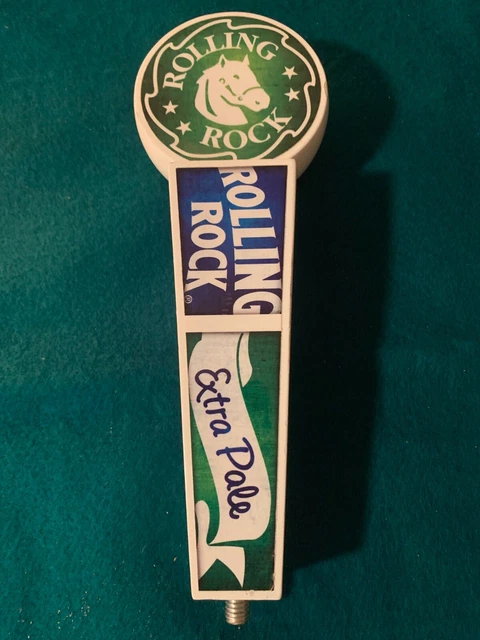 ROLLING
ROCK
ROLLING
ROCK®
Extra Pale